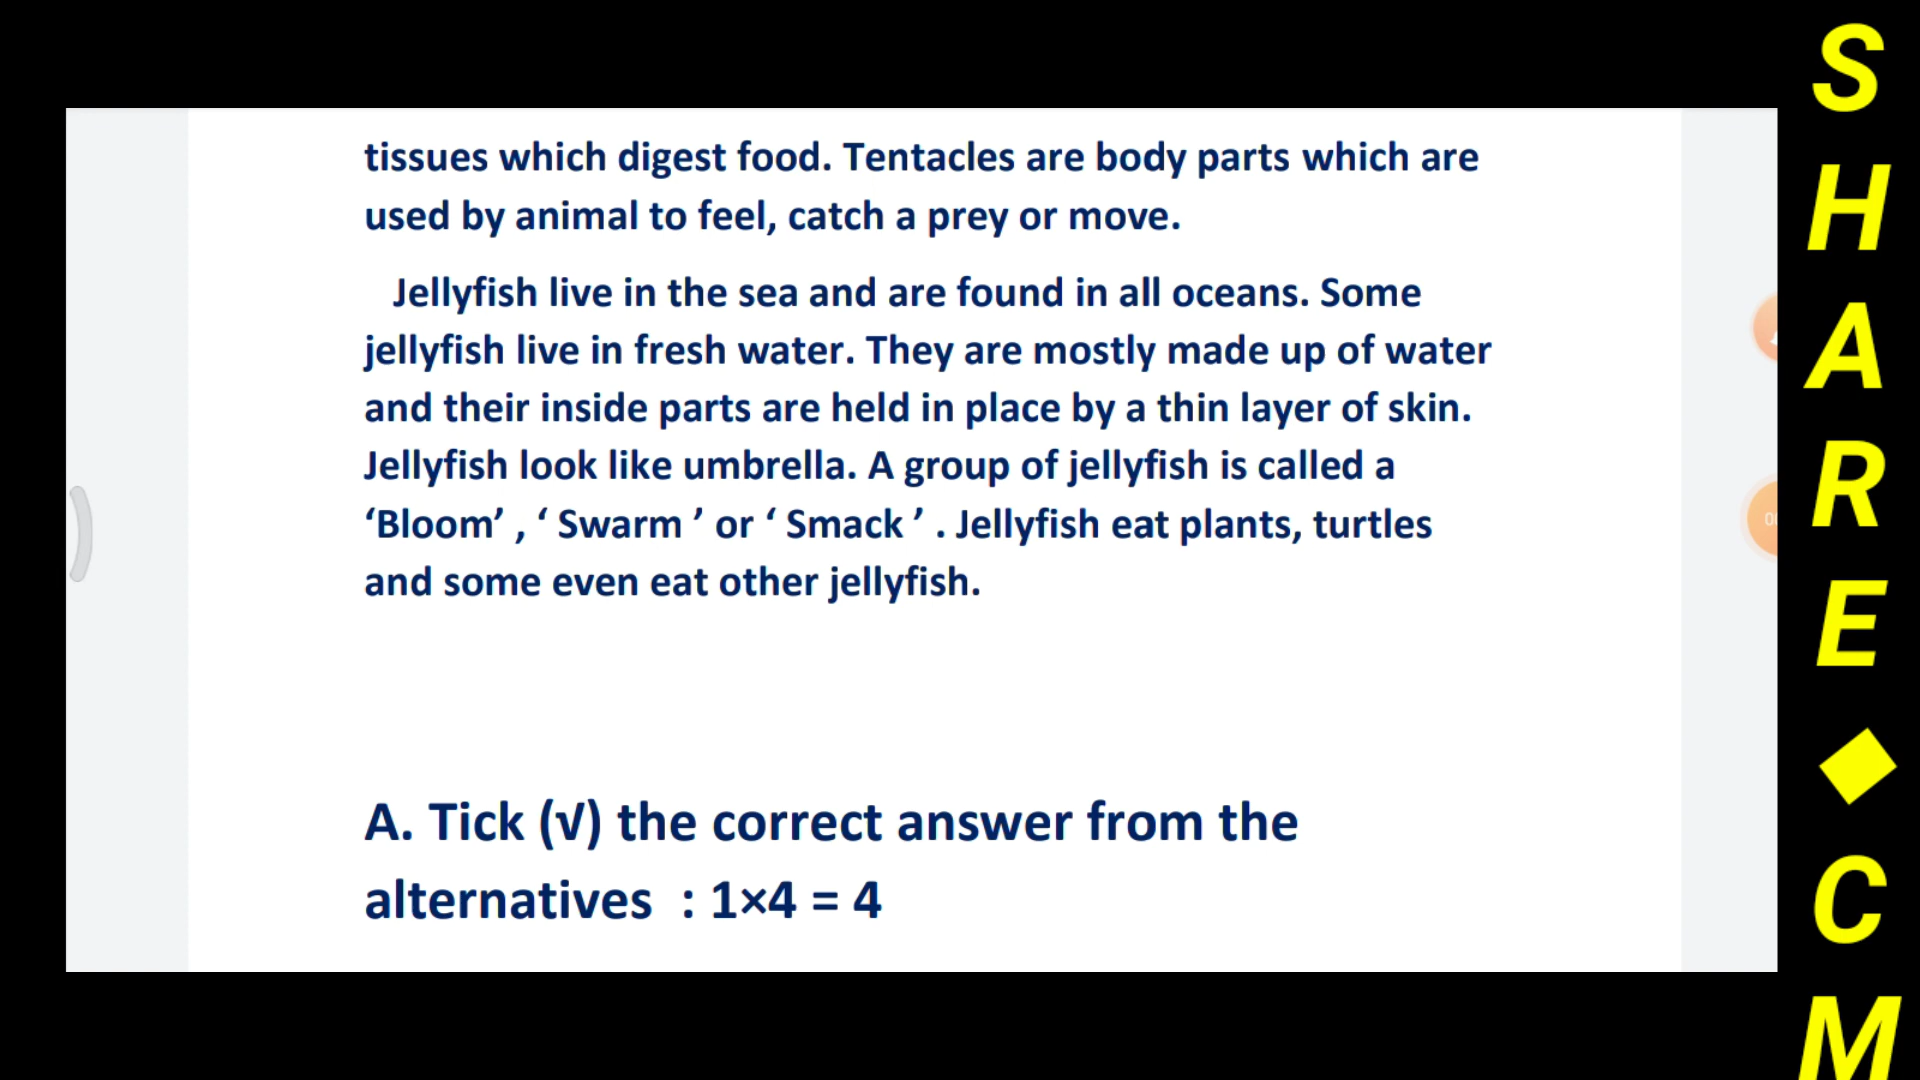 tissues which digest food. Tentacles are body parts which are
used by animal to feel, catch a prey or move.
Jellyfish live in the sea and are found in all oceans. Some
jellyfish live in fresh water. They are mostly made up of water
and their inside parts are held in place by a thin layer of skin.
Jellyfish look like umbrella. A group of jellyfish is called a
‘Bloom’ , ‘ Swarm ’ or ‘ Smack ’ . Jellyfish eat plants, turtles
and some even eat other jellyfish.
A. Tick (√) the correct answer from the
alternatives : 1×4 = 4
SHARE◆CM